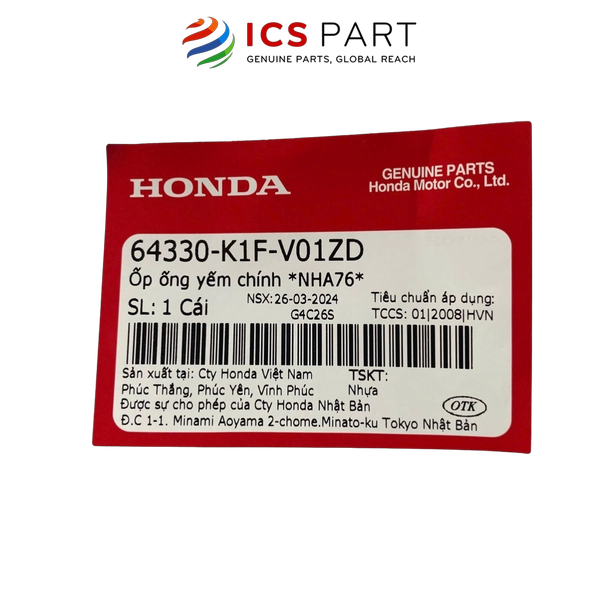 ICS PART
GENUINE PARTS, GLOBAL REACH
HONDA
GENUINE PARTS
Honda Motor Co., Ltd.
64330-K1F-V01ZD
Ốp ống yếm chính *NHA76*
SL: 1 Cái
NSX:26-03-2024
G4C26S
Tiêu chuẩn áp dụng:
TCCS: 01|2008|HVN
Sản xuất tại: Cty Honda Việt Nam
Phúc Thắng, Phúc Yên, Vĩnh Phúc
TSKT:
Nhựa
Được sự cho phép của Cty Honda Nhật Bản
Đ.C 1-1. Minami Aoyama 2-chome.Minato-ku Tokyo Nhật Bản
OTK